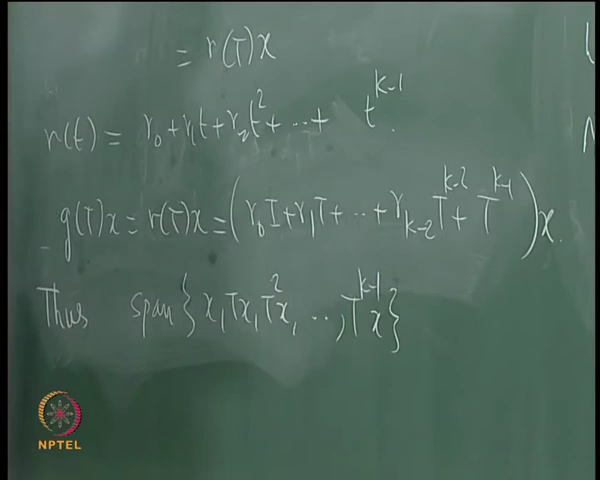 = r(T)x
r(t) = r₀+r₁t+r₂t²+⋯+ t^{k-1}.
g(T)x = r(T)x = (r₀I+r₁T+⋯+r_{k-2}T^{k-2}+T^{k-1})x.
Thus span{x, Tx, T²x, ⋯, T^{k-1}x}
NPTEL